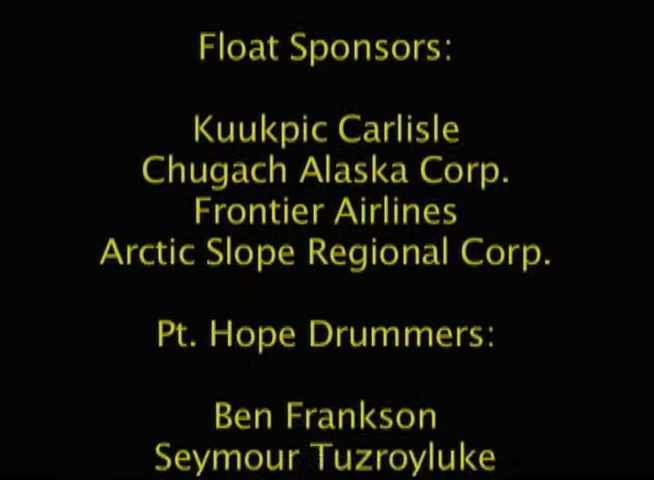 Float Sponsors:
Kuukpic Carlisle
Chugach Alaska Corp.
Frontier Airlines
Arctic Slope Regional Corp.
Pt. Hope Drummers:
Ben Frankson
Seymour Tuzroyluke